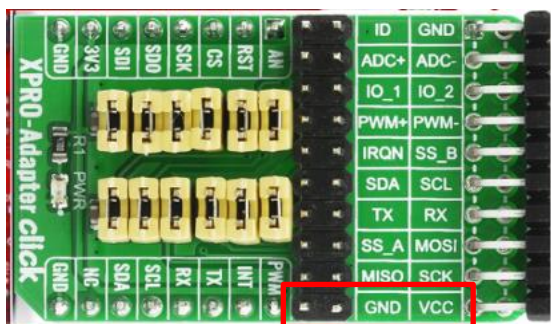 GND 3V3 SDI SDO SCK CS RST AN
XPRO-Adapter click
R1
PWR
GND NC SDA SCL RX TX INT PWM
ID GND
ADC+ ADC-
IO_1 IO_2
PWM+ PWM-
IRQN SS_B
SDA SCL
TX RX
SS_A MOSI
MISO SCK
GND VCC